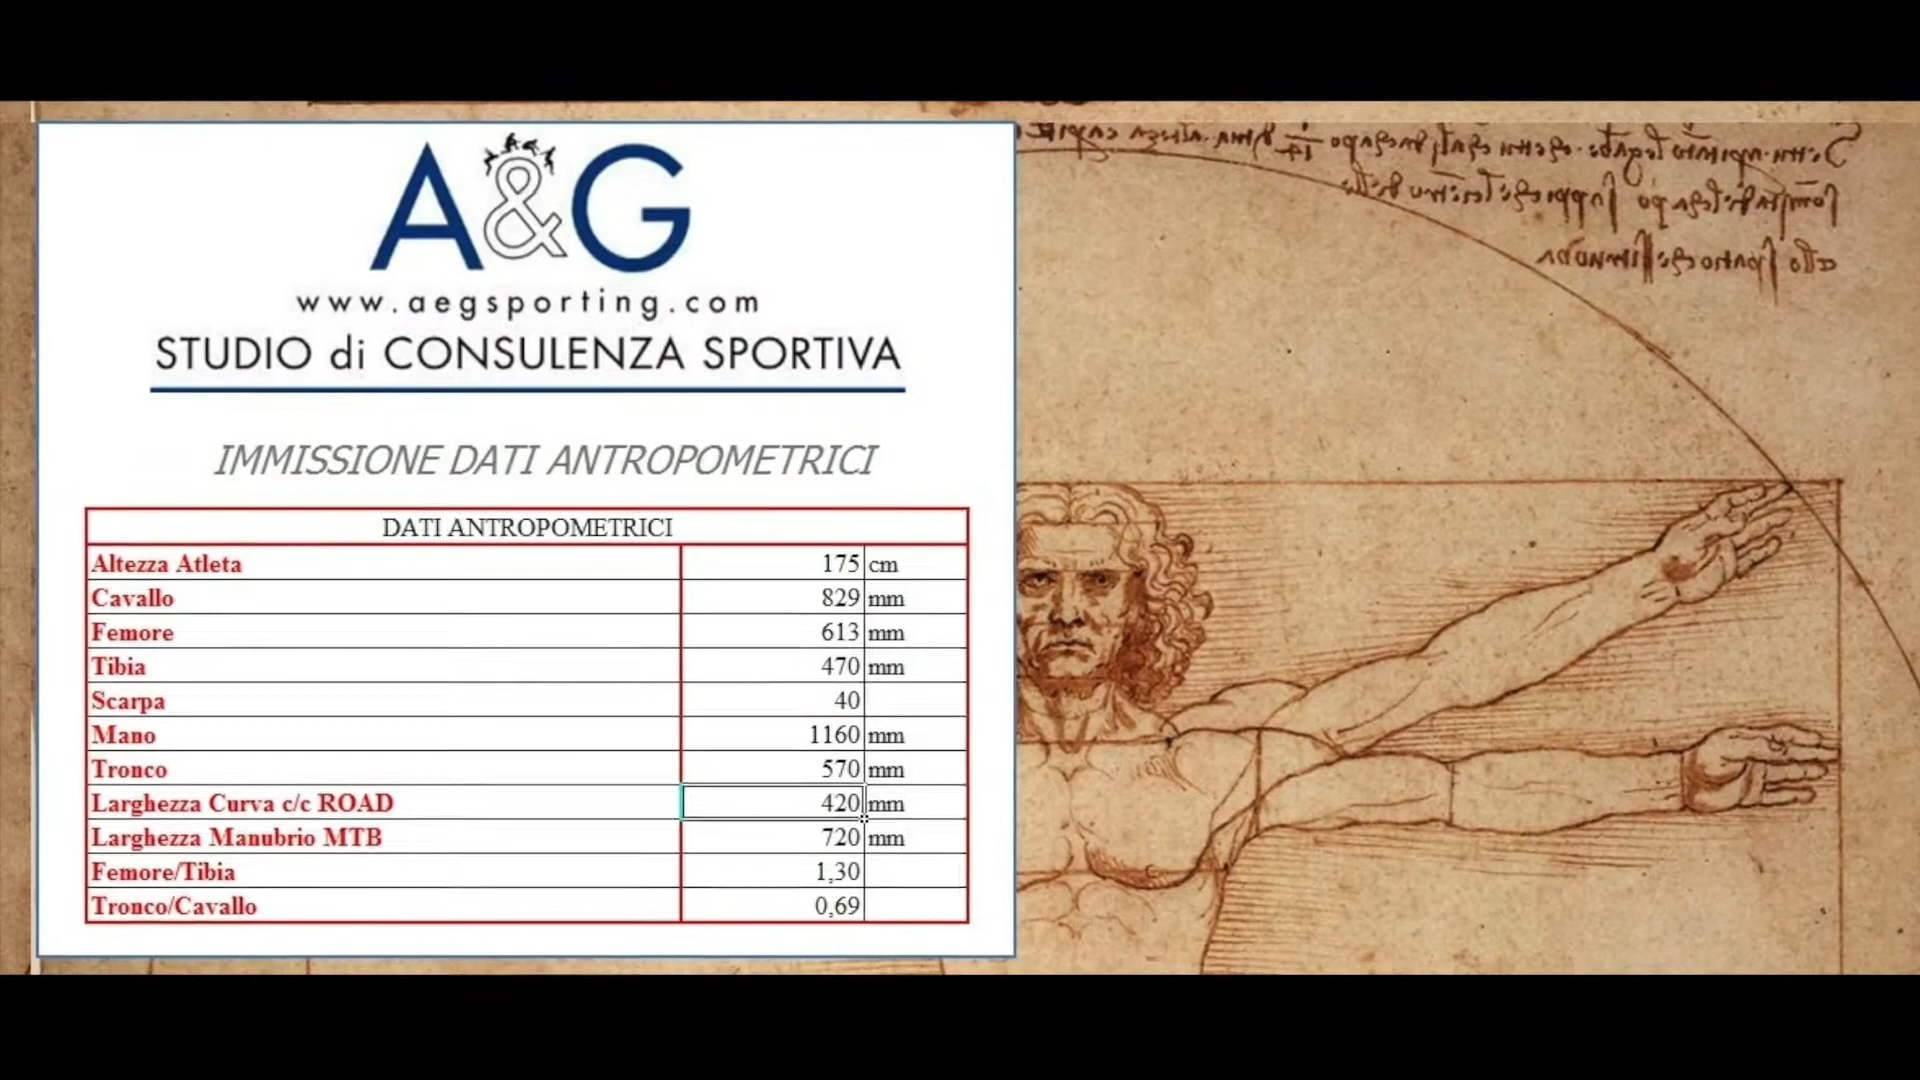 A&G
www.aegsporting.com
STUDIO di CONSULENZA SPORTIVA
IMMISSIONE DATI ANTROPOMETRICI
DATI ANTROPOMETRICI
Altezza Atleta 175 cm
Cavallo 829 mm
Femore 613 mm
Tibia 470 mm
Scarpa 40
Mano 1160 mm
Tronco 570 mm
Larghezza Curva c/c ROAD 420 mm
Larghezza Manubrio MTB 720 mm
Femore/Tibia 1,30
Tronco/Cavallo 0,69